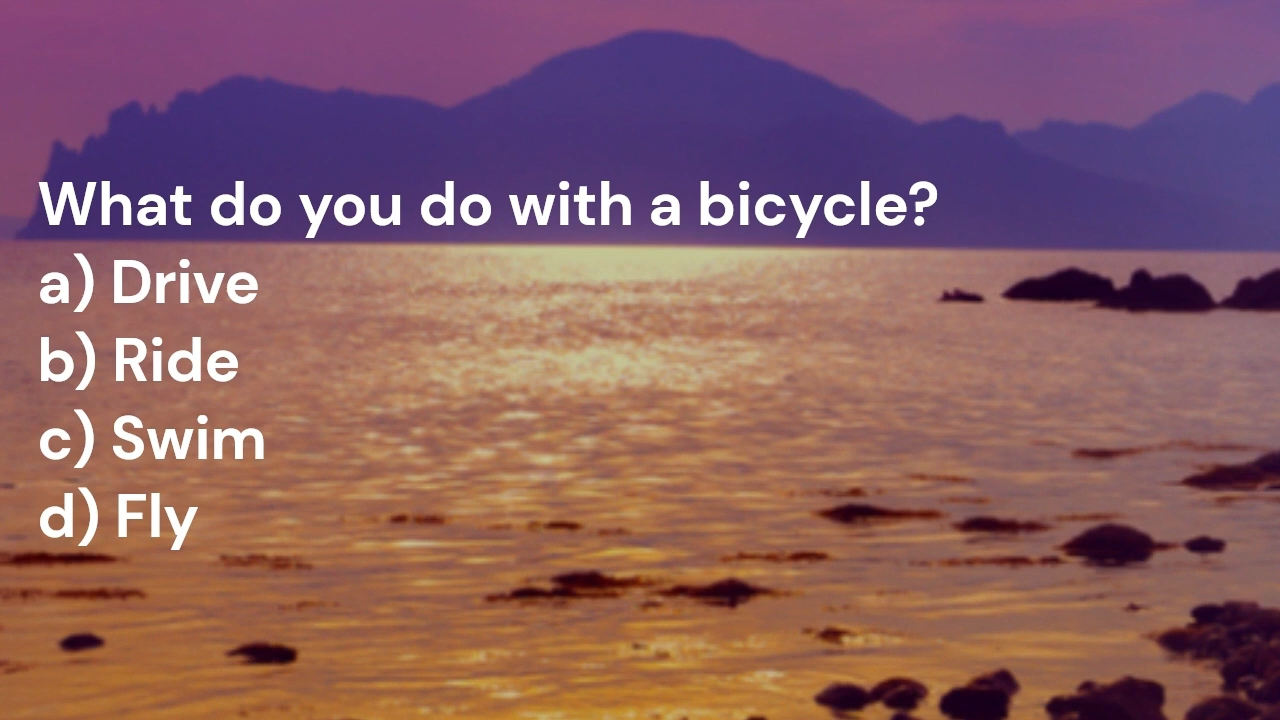 What do you do with a bicycle?
a) Drive
b) Ride
c) Swim
d) Fly